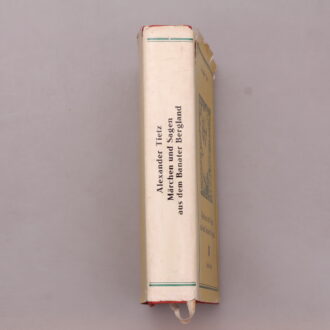 Alexander Tietz
Märchen und Sagen
aus dem Banater Bergland